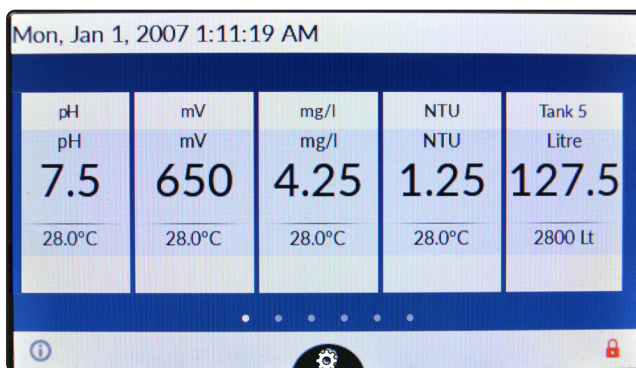 Mon, Jan 1, 2007 1:11:19 AM
pH mV mg/l NTU Tank 5
pH mV mg/l NTU Litre
7.5 650 4.25 1.25 127.5
28.0°C 28.0°C 28.0°C 28.0°C 2800 Lt